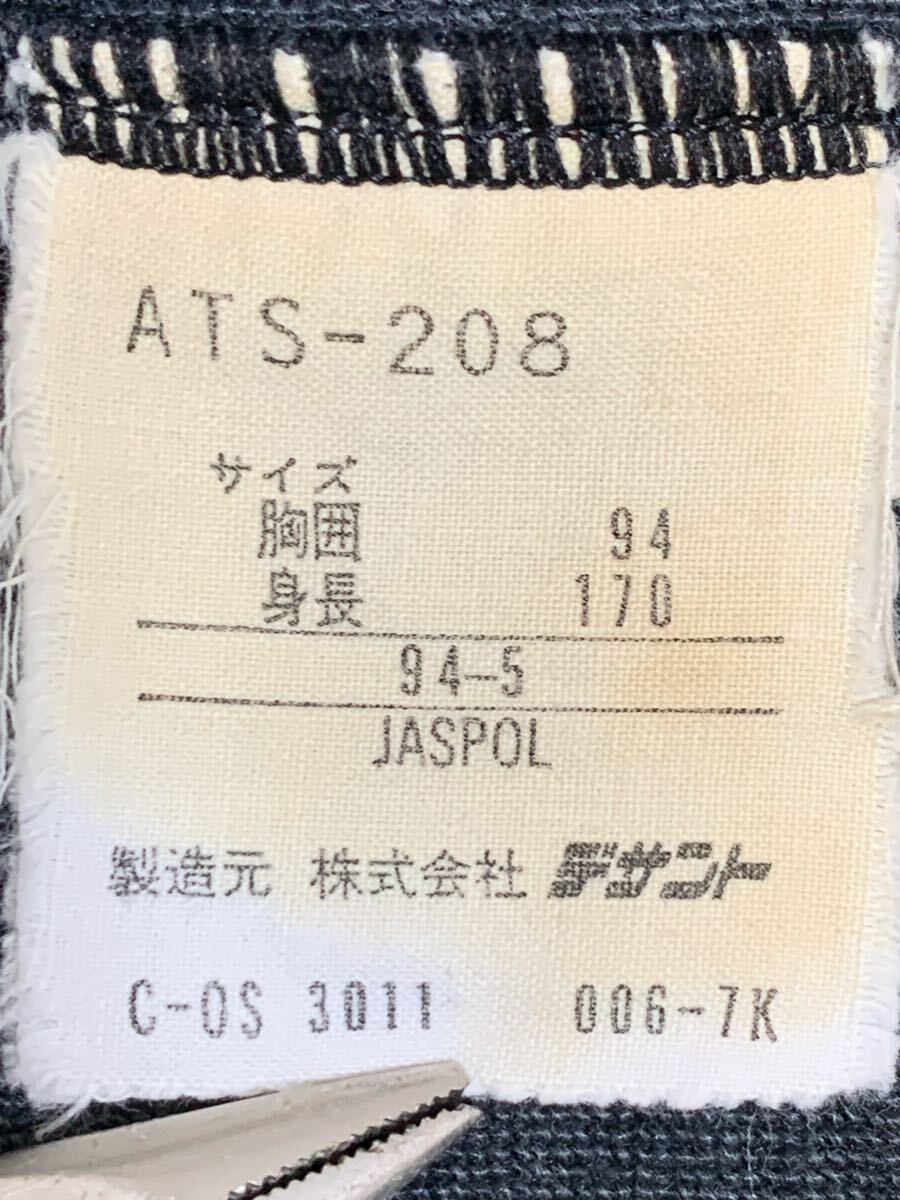 ATS-208
サイズ
胸囲 94
身長 170
94-5
JASPOL
製造元 株式会社 デサント
C-OS 3011 006-7K